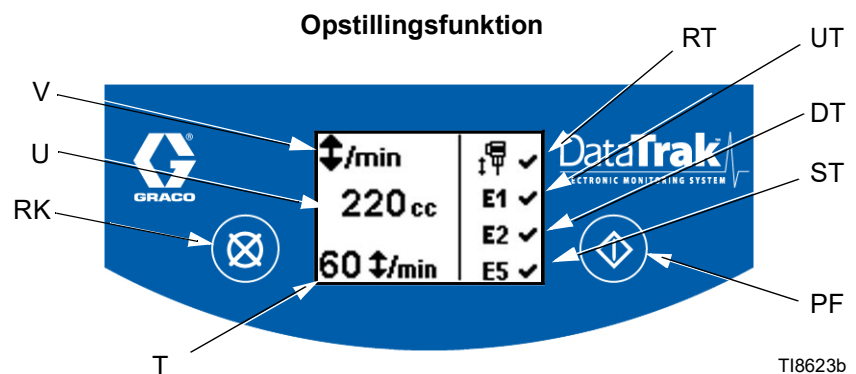 Opstillingsfunktion
RT
UT
V
DT
U
ST
RK
PF
T
GRACO
DataTrak
ELECTRONIC MONITORING SYSTEM
↕/min
220 cc
60 ↕/min
✔
E1 ✔
E2 ✔
E5 ✔
TI8623b